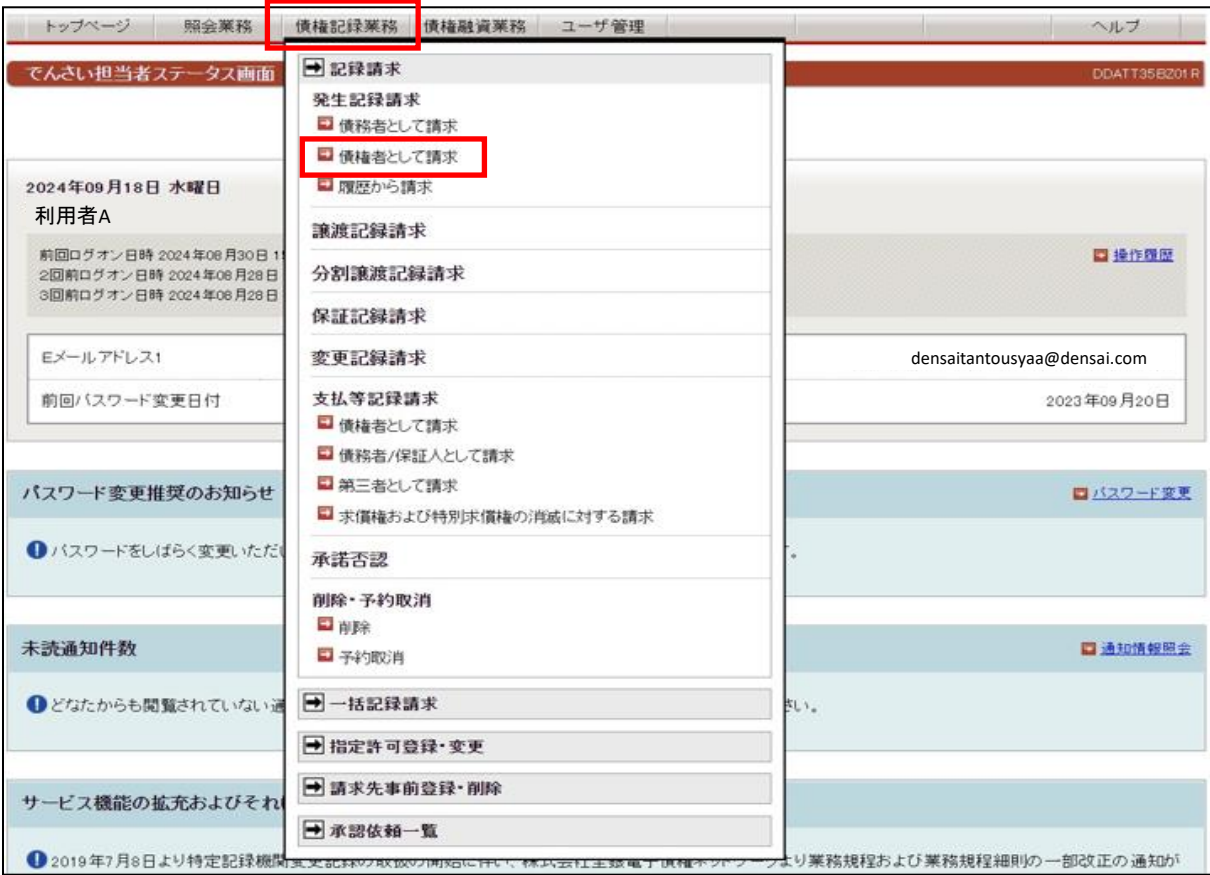 トップページ 照会業務 債権記録業務 債権融資業務 ユーザ管理 ヘルプ
でんさい担当者ステータス画面
DDATT35BZ01R
記録請求
発生記録請求
債務者として請求
債権者として請求
履歴から請求
譲渡記録請求
分割譲渡記録請求
保証記録請求
変更記録請求
支払等記録請求
債権者として請求
債務者/保証人として請求
第三者として請求
求償権および特別求償権の消滅に対する請求
承諾否認
削除・予約取消
削除
予約取消
一括記録請求
指定許可登録・変更
請求先事前登録・削除
承認依頼一覧
2024年09月18日 水曜日
利用者A
前回ログオン日時 2024年08月30日 1
2回前ログオン日時 2024年08月28日
3回前ログオン日時 2024年08月28日
操作履歴
Eメールアドレス1 densaitantousyaa@densai.com
前回パスワード変更日付 2023年09月20日
パスワード変更推奨のお知らせ パスワード変更
パスワードをしばらく変更いただい す。
未読通知件数 通知情報照会
どなたからも閲覧されていない通 さい。
サービス機能の拡充およびそれ
2019年7月8日より特定記録機関変更記録の取扱の開始に伴い、株式会社全銀電子債権ネットワークより業務規程および業務規程細則の一部改正の通知が